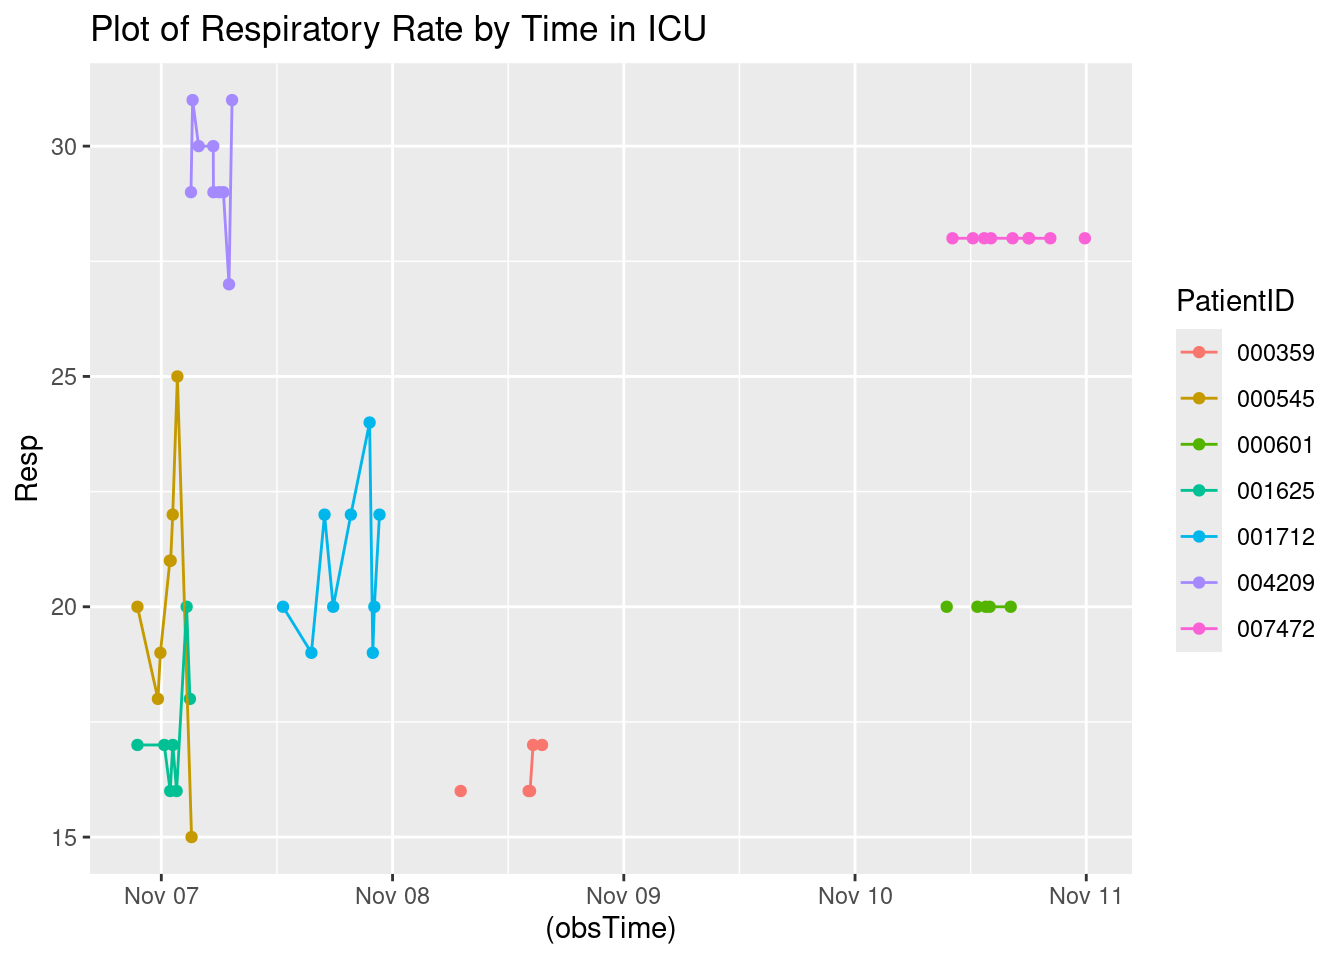 Plot of Respiratory Rate by Time in ICU
30
25
20
15
Resp
Nov 07
Nov 08
Nov 09
Nov 10
Nov 11
(obsTime)
PatientID
000359
000545
000601
001625
001712
004209
007472